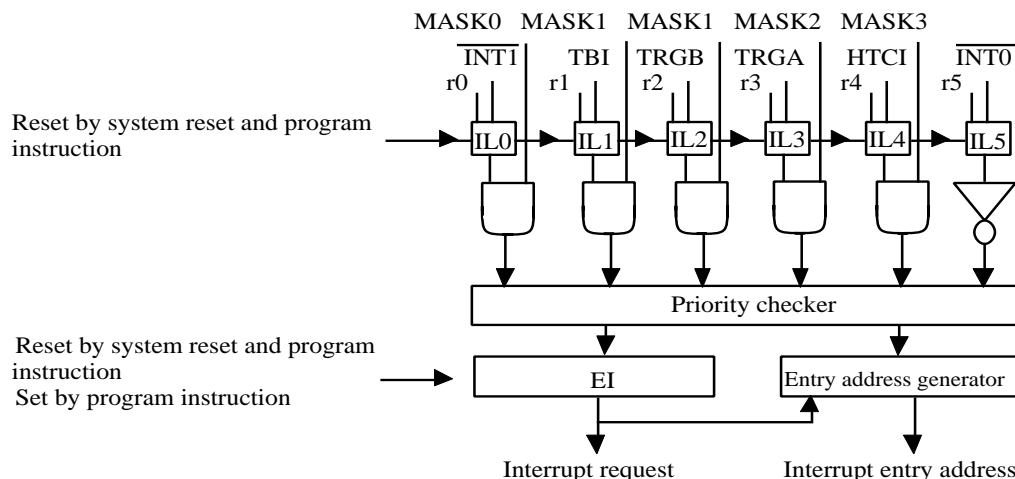 MASK0 MASK1 MASK1 MASK2 MASK3
INT1 TBI TRGB TRGA HTCI INT0
r0 r1 r2 r3 r4 r5
Reset by system reset and program
instruction
IL0 IL1 IL2 IL3 IL4 IL5
Priority checker
Reset by system reset and program
instruction
Set by program instruction
EI
Entry address generator
Interrupt request
Interrupt entry address